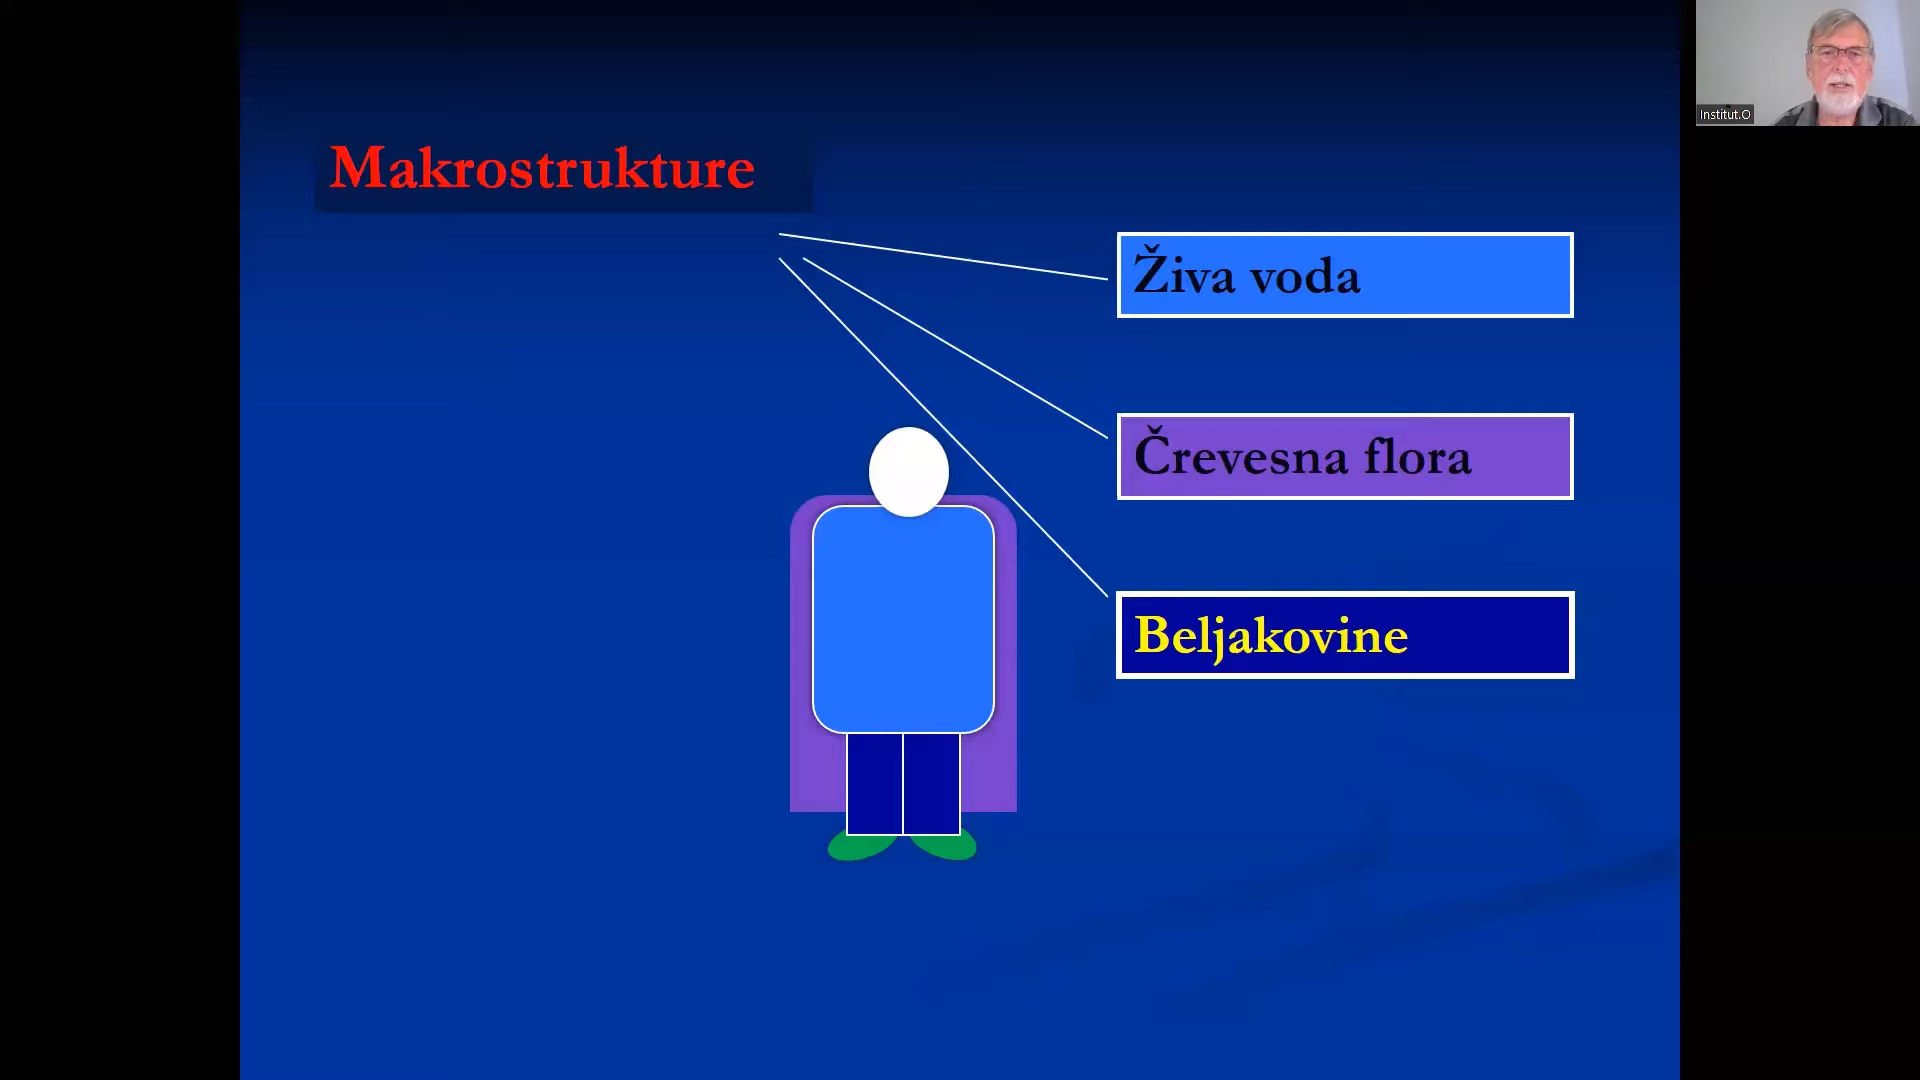 Makrostrukture
Živa voda
Črevesna flora
Beljakovine
Institut.O